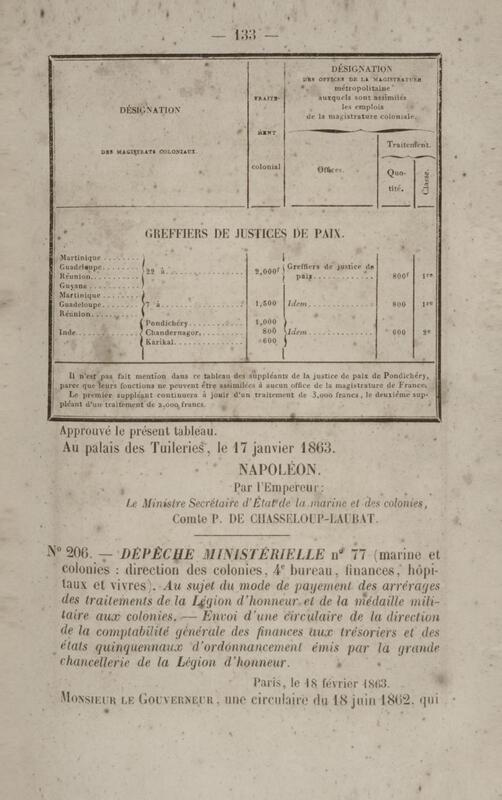 — 133 —
DÉSIGNATION
DES MAGISTRATS COLONIAUX.
TRAITE-
MENT
colonial
DÉSIGNATION
DES OFFICES DE LA MAGISTRATURE
métropolitaine
auxquels sont assimilés
les emplois
de la magistrature coloniale.
Offices.
Traitement.
Quo-
tité.
Classe.
GREFFIERS DE JUSTICES DE PAIX.
Martinique
Guadeloupe
Réunion
Guyane
22 à 2,000f Greffiers de justice de
paix 800f 1re
Martinique
Guadeloupe
Réunion
7 à 1,500 Idem 800 1re
Inde
Pondichéry 1,000
Chandernagor 800 Idem 600 2e
Karikal 600
Il n'est pas fait mention dans ce tableau des suppléants de la justice de paix de Pondichéry,
parce que leurs fonctions ne peuvent être assimilées à aucun office de la magistrature de France.
Le premier suppléant continuera à jouir d'un traitement de 3,000 francs, le deuxième sup-
pléant d'un traitement de 2,000 francs.
Approuvé le présent tableau.
Au palais des Tuileries, le 17 janvier 1863.
NAPOLÉON.
Par l'Empereur:
Le Ministre Secrétaire d'État de la marine et des colonies,
Comte P. DE CHASSELOUP-LAUBAT.
N° 206. — DÉPÊCHE MINISTÉRIELLE n° 77 (marine et
colonies : direction des colonies, 4e bureau, finances, hôpi-
taux et vivres). Au sujet du mode de payement des arrérages
des traitements de la Légion d'honneur et de la médaille mili-
taire aux colonies. — Envoi d'une circulaire de la direction
de la comptabilité générale des finances aux trésoriers et des
états quinquennaux d'ordonnancement émis par la grande
chancellerie de la Légion d'honneur.
Paris, le 18 février 1863.
MONSIEUR LE GOUVERNEUR, une circulaire du 18 juin 1862, qui